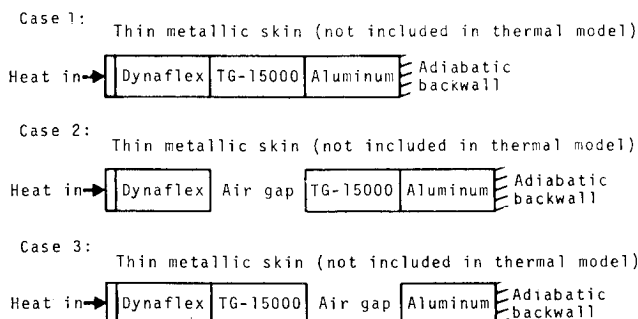 Case 1:
Thin metallic skin (not included in thermal model)
Heat in Dynaflex TG-15000 Aluminum Adiabatic
backwall
Case 2:
Thin metallic skin (not included in thermal model)
Heat in Dynaflex Air gap TG-15000 Aluminum Adiabatic
backwall
Case 3:
Thin metallic skin (not included in thermal model)
Heat in Dynaflex TG-15000 Air gap Aluminum Adiabatic
backwall